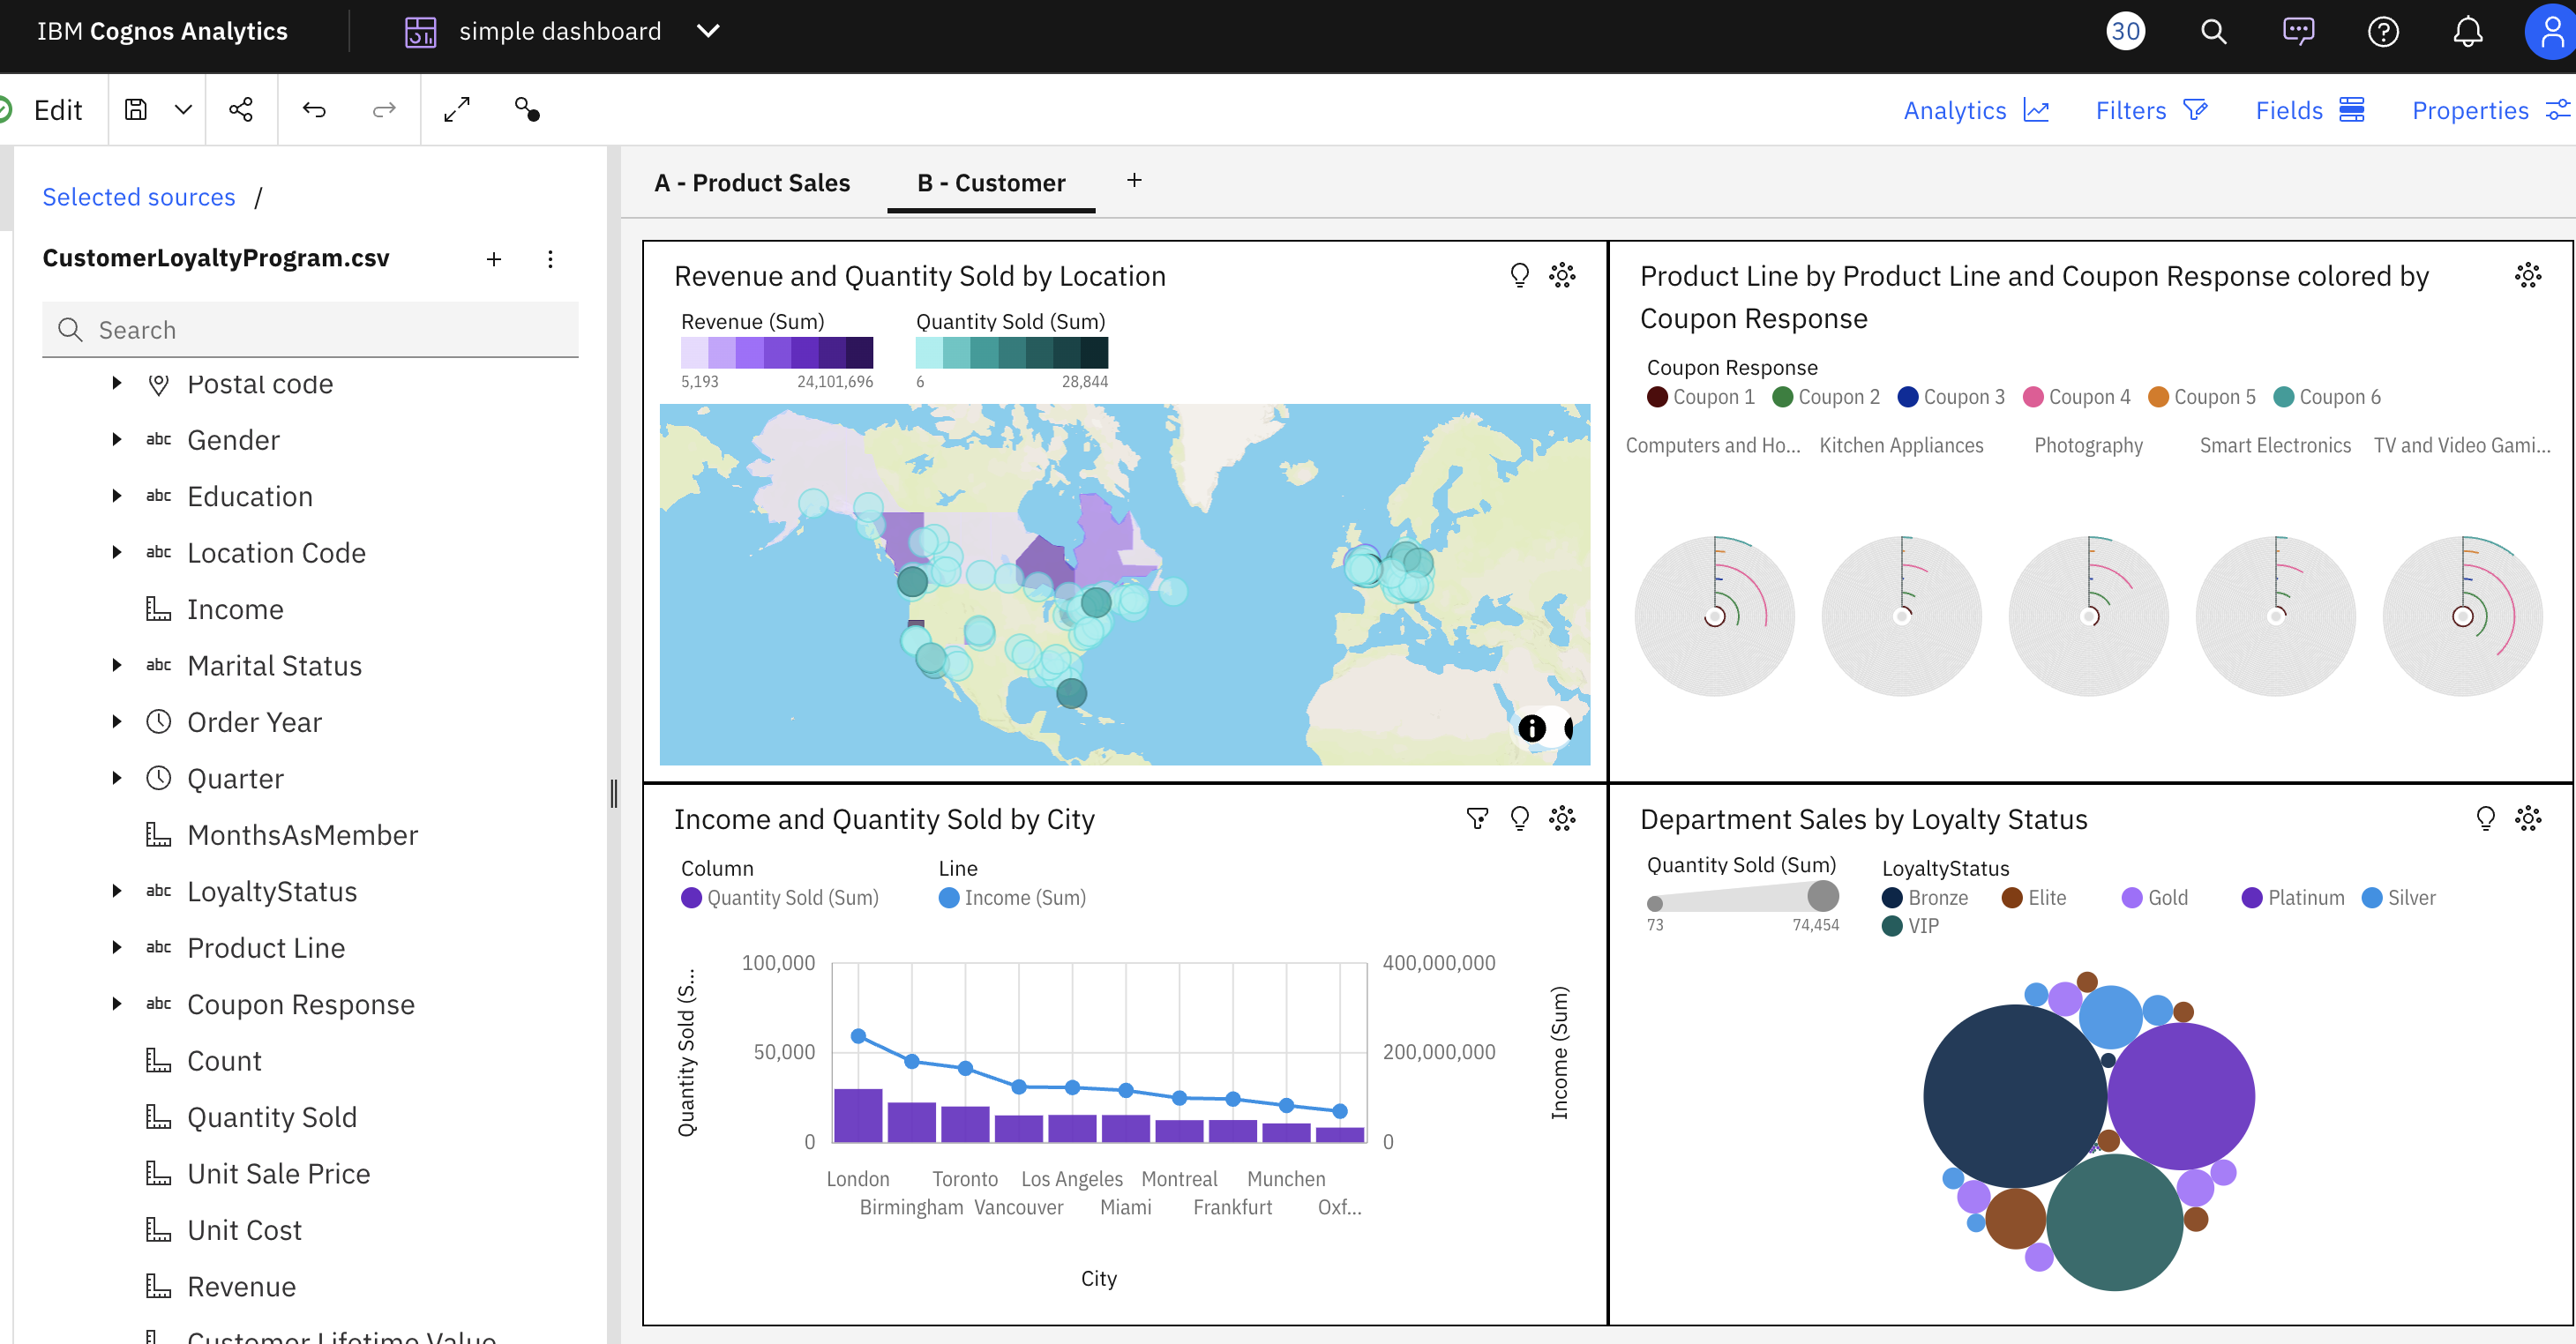 IBM Cognos Analytics
simple dashboard
30
Edit
Analytics
Filters
Fields
Properties
Selected sources /
CustomerLoyaltyProgram.csv
Search
Postal code
abc Gender
abc Education
abc Location Code
Income
abc Marital Status
Order Year
Quarter
MonthsAsMember
abc LoyaltyStatus
abc Product Line
abc Coupon Response
Count
Quantity Sold
Unit Sale Price
Unit Cost
Revenue
Customer Lifetime Value
A - Product Sales
B - Customer
Revenue and Quantity Sold by Location
Revenue (Sum)
5,193 24,101,696
Quantity Sold (Sum)
6 28,844
Product Line by Product Line and Coupon Response colored by
Coupon Response
Coupon Response
Coupon 1 Coupon 2 Coupon 3 Coupon 4 Coupon 5 Coupon 6
Computers and Ho... Kitchen Appliances Photography Smart Electronics TV and Video Gami...
Income and Quantity Sold by City
Column
Quantity Sold (Sum)
Line
Income (Sum)
Quantity Sold (S...
100,000
50,000
0
400,000,000
200,000,000
0
Income (Sum)
London Toronto Los Angeles Montreal Munchen
Birmingham Vancouver Miami Frankfurt Oxf...
City
Department Sales by Loyalty Status
Quantity Sold (Sum)
73 74,454
LoyaltyStatus
Bronze Elite Gold Platinum Silver
VIP